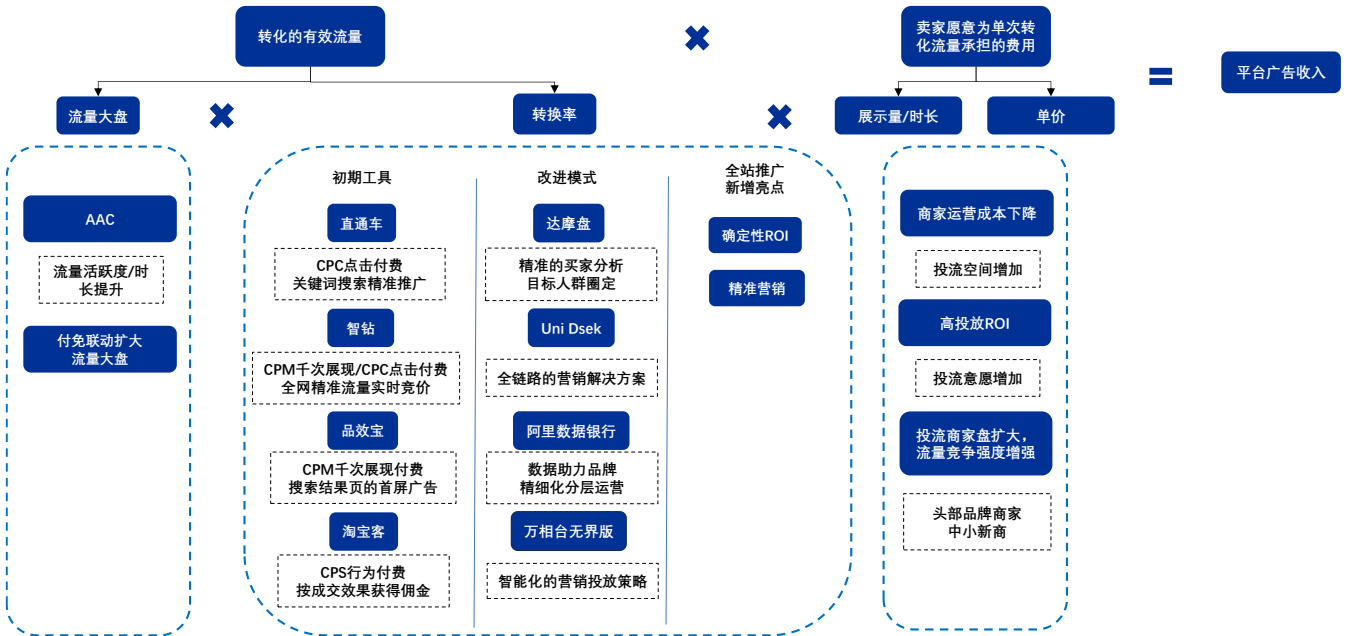 转化的有效流量
卖家愿意为单次转
化流量承担的费用
平台广告收入
流量大盘
转换率
展示量/时长
单价
AAC
流量活跃度/时
长提升
付免联动扩大
流量大盘
初期工具
直通车
CPC点击付费
关键词搜索精准推广
智钻
CPM千次展现/CPC点击付费
全网精准流量实时竞价
品效宝
CPM千次展现付费
搜索结果页的首屏广告
淘宝客
CPS行为付费
按成交效果获得佣金
改进模式
达摩盘
精准的买家分析
目标人群圈定
Uni Dsek
全链路的营销解决方案
阿里数据银行
数据助力品牌
精细化分层运营
万相台无界版
智能化的营销投放策略
全站推广
新增亮点
确定性ROI
精准营销
商家运营成本下降
投流空间增加
高投放ROI
投流意愿增加
投流商家盘扩大，
流量竞争强度增强
头部品牌商家
中小新商